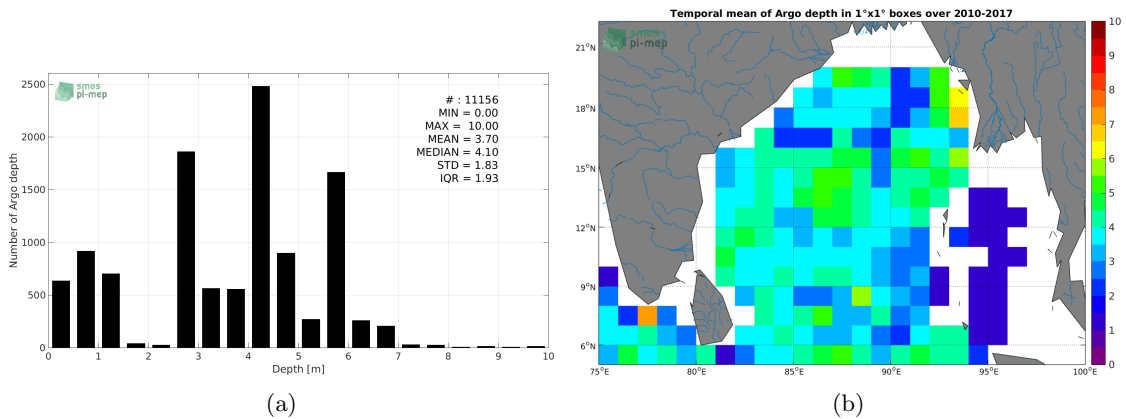 smos
pi-mep
# : 11156
MIN = 0.00
MAX = 10.00
MEAN = 3.70
MEDIAN = 4.10
STD = 1.83
IQR = 1.93
Number of Argo depth
2500
2000
1500
1000
500
0
0 1 2 3 4 5 6 7 8 9 10
Depth [m]
(a)
Temporal mean of Argo depth in 1°x1° boxes over 2010-2017
smos
pi-mep
21°N
18°N
15°N
12°N
9°N
6°N
75°E 80°E 85°E 90°E 95°E 100°E
10
9
8
7
6
5
4
3
2
1
0
(b)